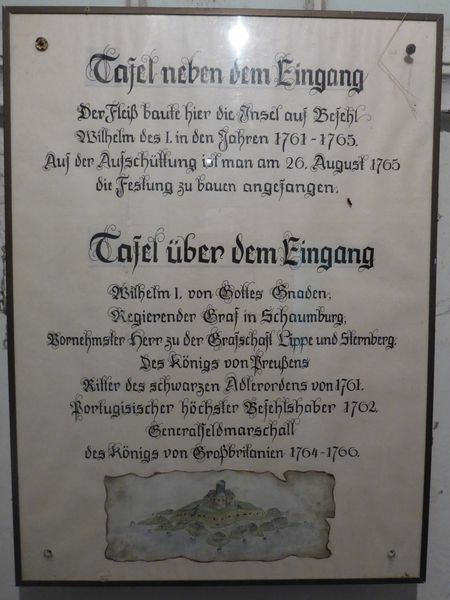 Tafel neben dem Eingang
Der Fleiß baute hier die Insel auf Befehl
Wilhelm des I. in den Jahren 1761-1765.
Auf der Aufschüttung ist man am 26. August 1765
die Festung zu bauen angefangen.
Tafel über dem Eingang
Wilhelm I. von Gottes Gnaden,
Regierender Graf in Schaumburg,
Vornehmster Herr zu der Grafschaft Lippe und Sternberg.
Des Königs von Preußens
Ritter des schwarzen Adlerordens von 1761.
Portugisischer höchster Befehlshaber 1762.
Generalfeldmarschall
des Königs von Großbritanien 1764-1766.